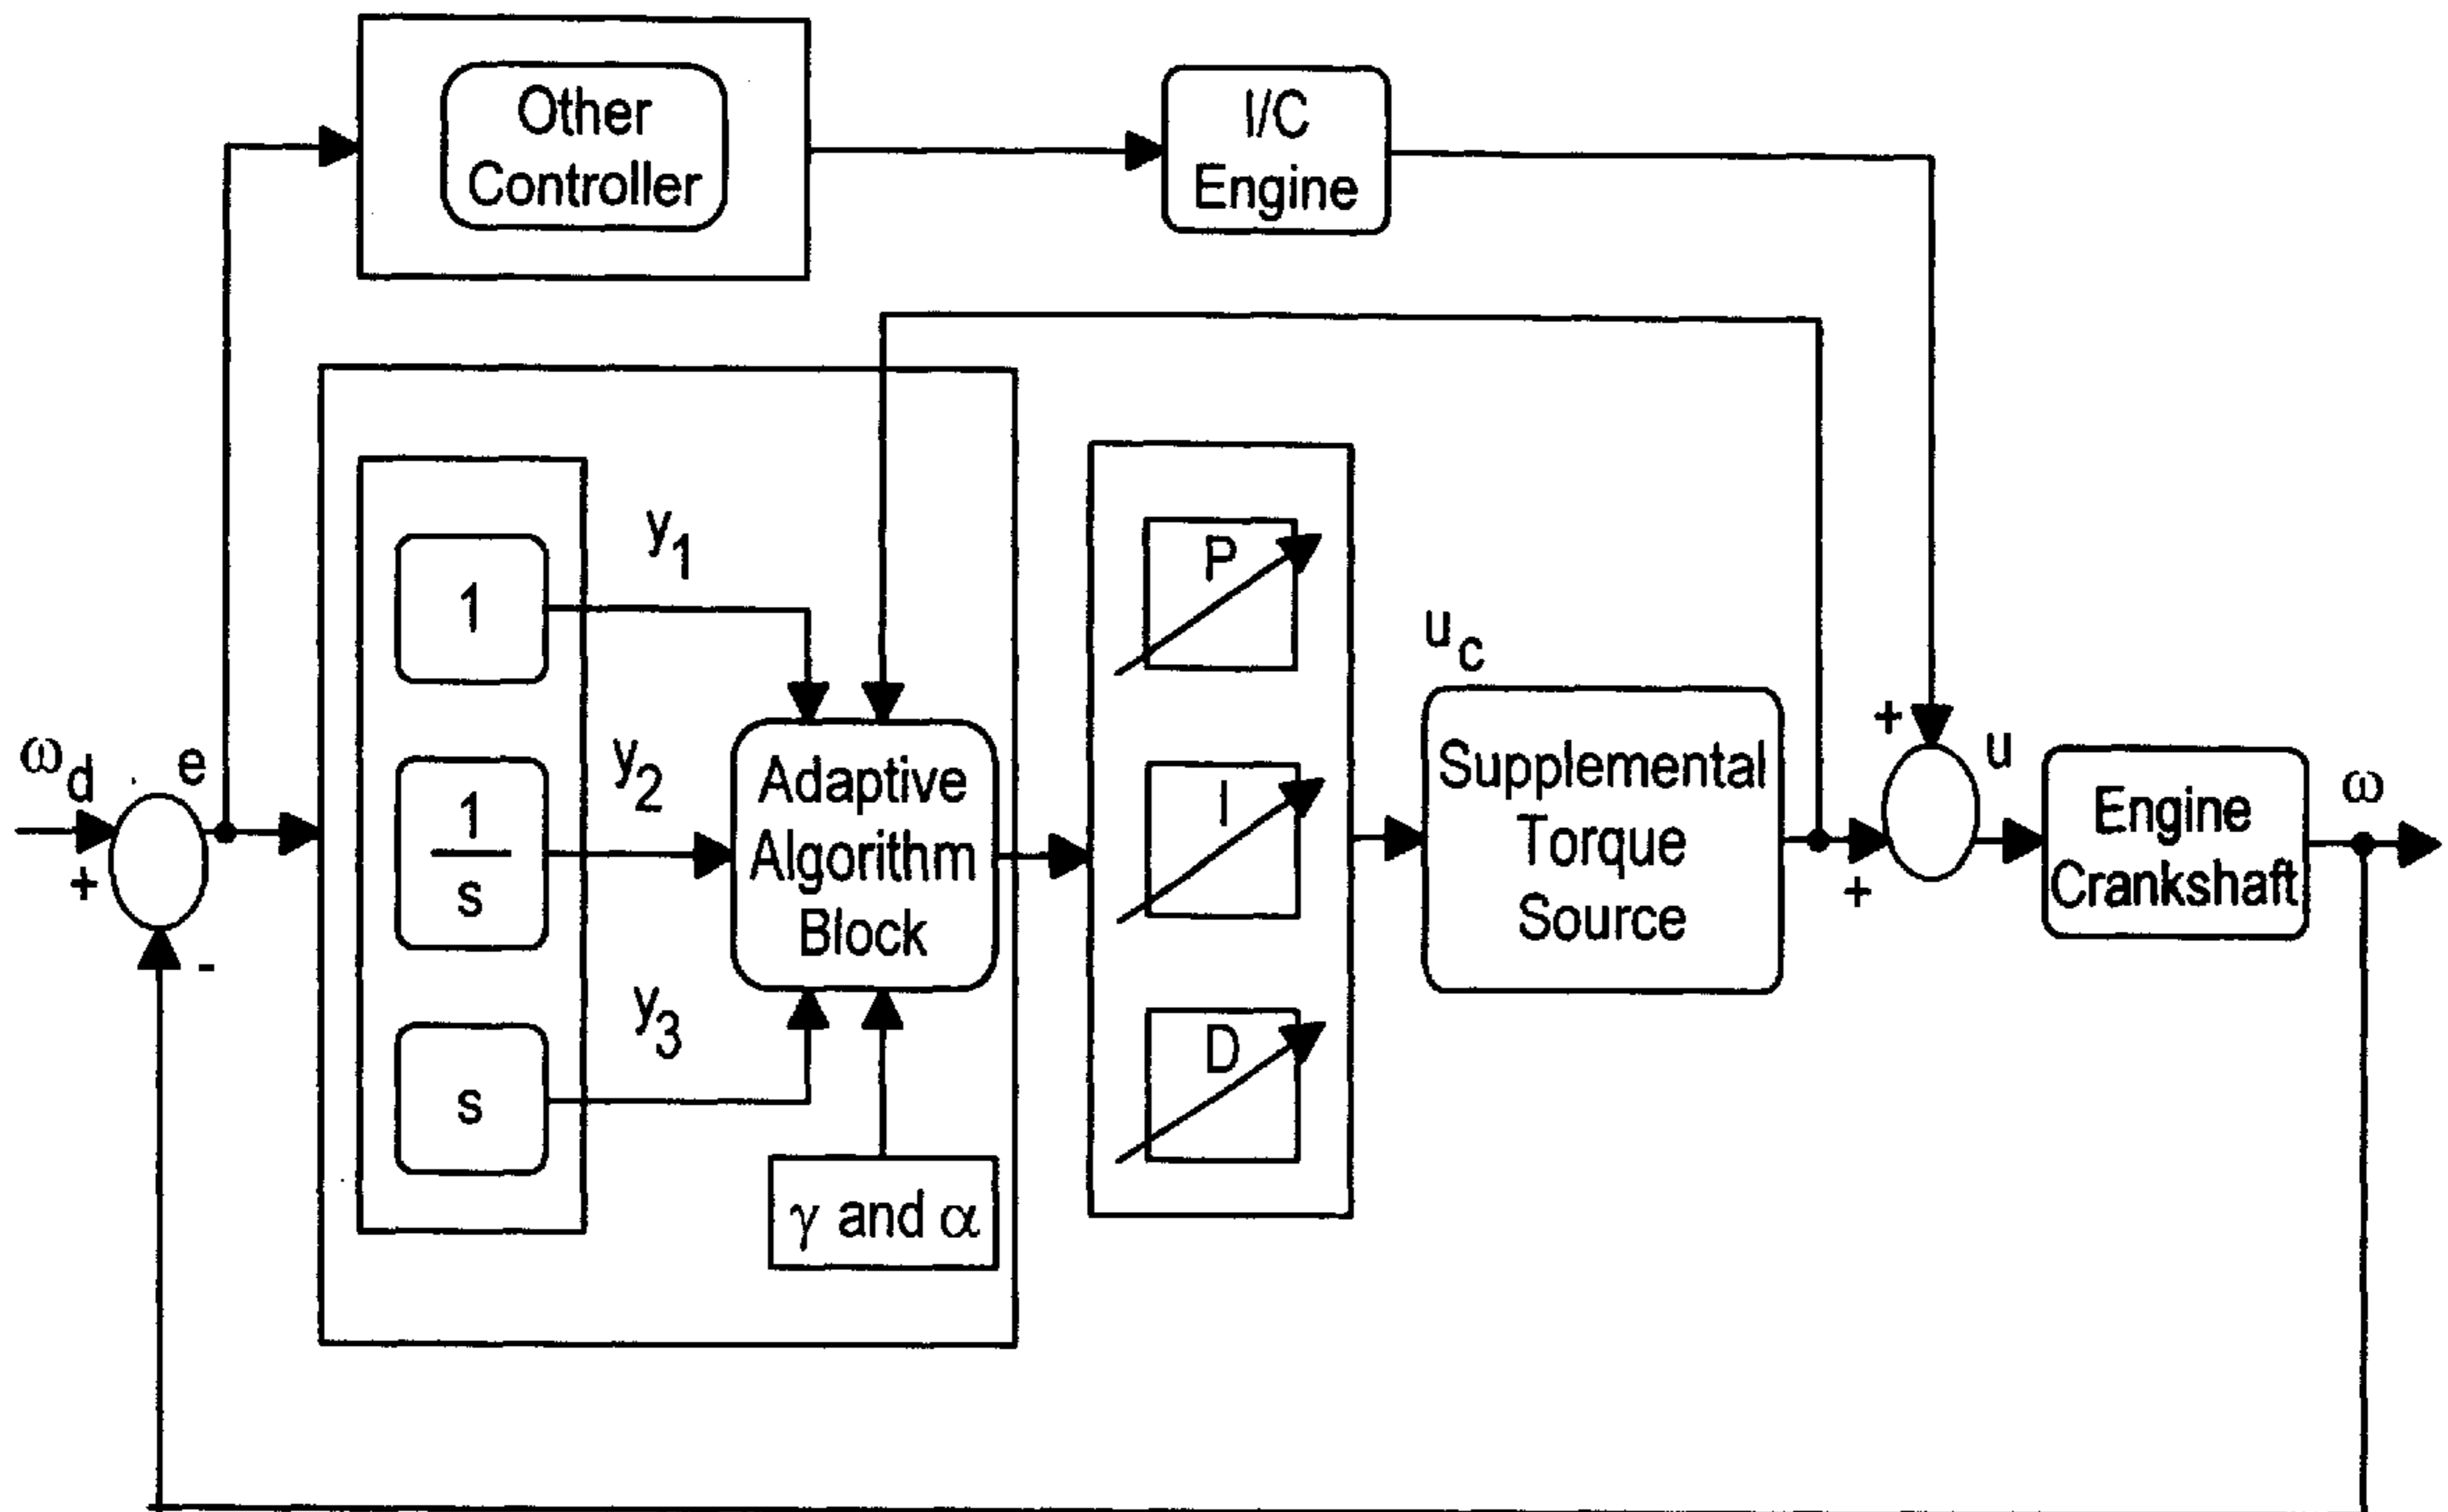 Other
Controller
I/C
Engine
y1
1
y2
1
s
y3
s
Adaptive
Algorithm
Block
γ and α
P
I
D
uc
Supplemental
Torque
Source
ωd
+
e
-
+
+
u
Engine
Crankshaft
ω